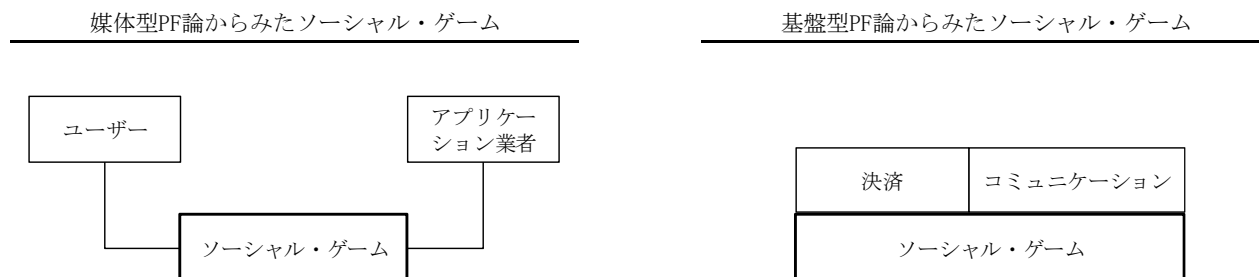 媒体型PF論からみたソーシャル・ゲーム
基盤型PF論からみたソーシャル・ゲーム
ユーザー
アプリケー
ション業者
ソーシャル・ゲーム
決済
コミュニケーション
ソーシャル・ゲーム